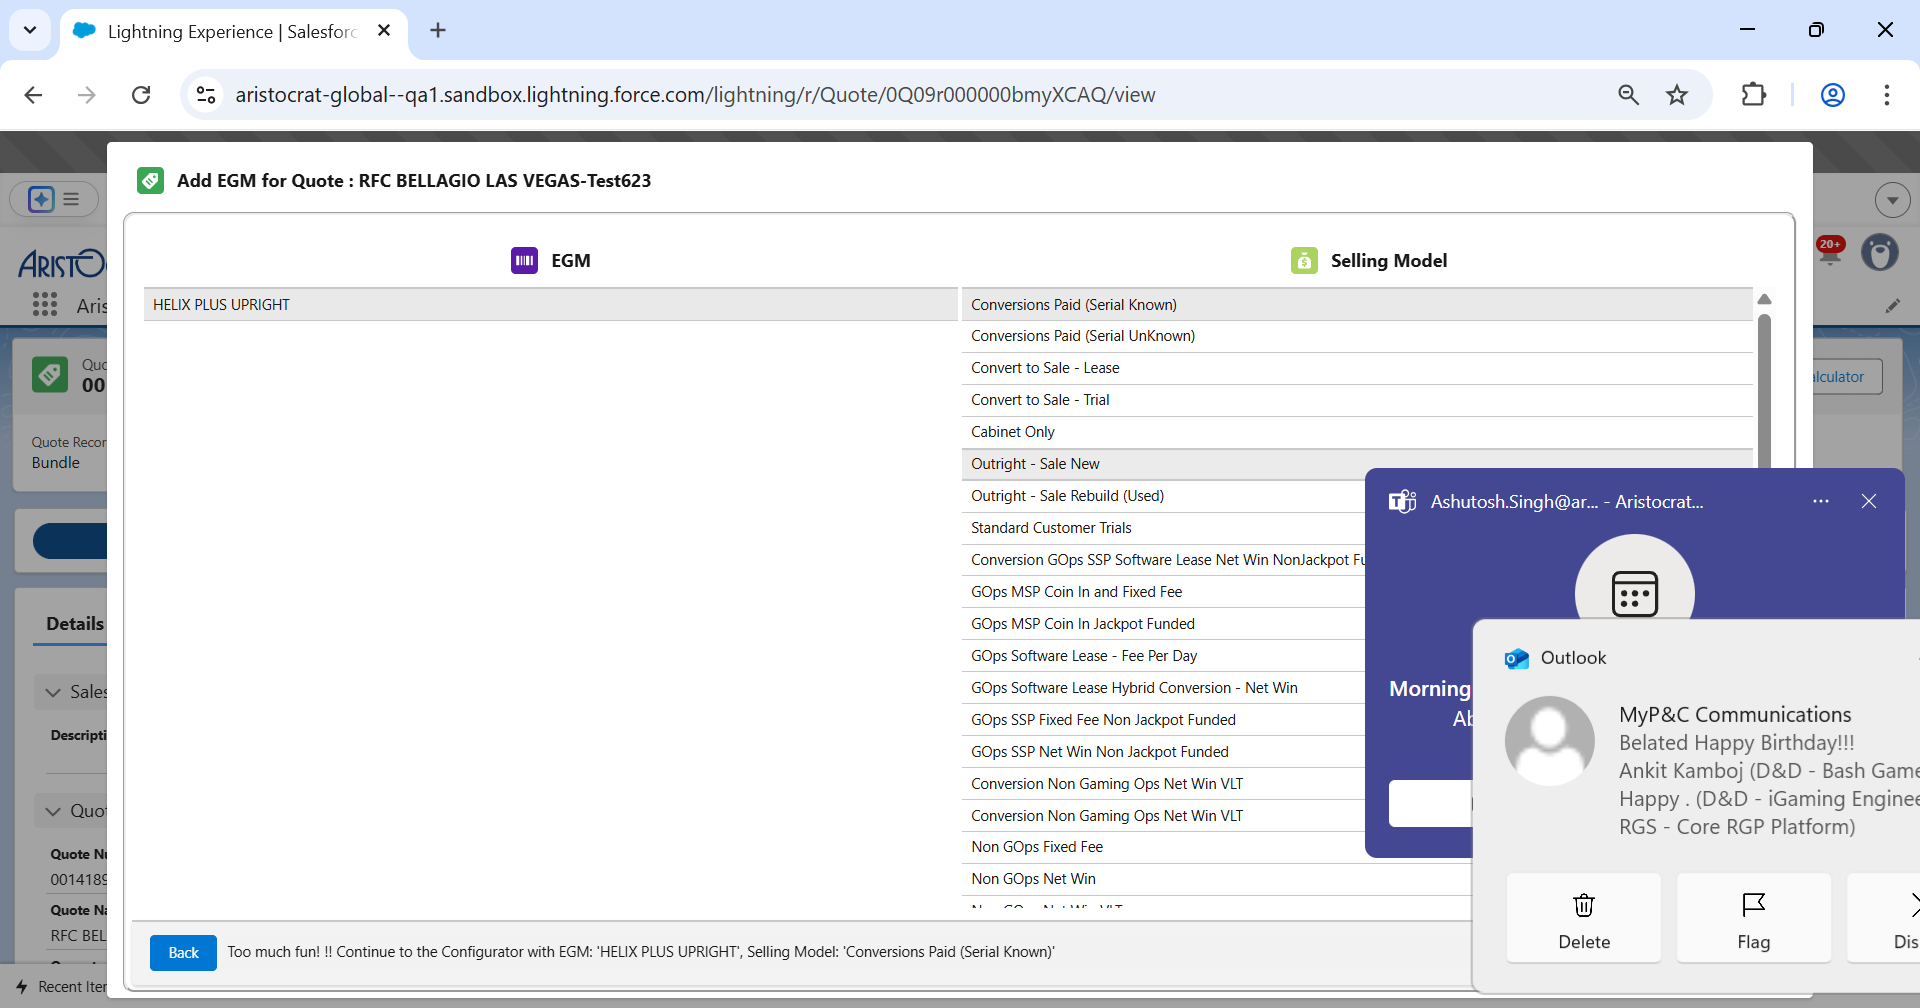 Lightning Experience | Salesforc
aristocrat-global--qa1.sandbox.lightning.force.com/lightning/r/Quote/0Q09r000000bmyXCAQ/view
Add EGM for Quote : RFC BELLAGIO LAS VEGAS-Test623
EGM
Selling Model
HELIX PLUS UPRIGHT
Conversions Paid (Serial Known)
Conversions Paid (Serial UnKnown)
Convert to Sale - Lease
Convert to Sale - Trial
Cabinet Only
Outright - Sale New
Outright - Sale Rebuild (Used)
Standard Customer Trials
Conversion GOps SSP Software Lease Net Win NonJackpot Fu
GOps MSP Coin In and Fixed Fee
GOps MSP Coin In Jackpot Funded
GOps Software Lease - Fee Per Day
GOps Software Lease Hybrid Conversion - Net Win
GOps SSP Fixed Fee Non Jackpot Funded
GOps SSP Net Win Non Jackpot Funded
Conversion Non Gaming Ops Net Win VLT
Conversion Non Gaming Ops Net Win VLT
Non GOps Fixed Fee
Non GOps Net Win
Back
Too much fun! !! Continue to the Configurator with EGM: 'HELIX PLUS UPRIGHT', Selling Model: 'Conversions Paid (Serial Known)'
ARISTO
Aris
20+
Quo
00
alculator
Quote Recor
Bundle
Details
Sales
Descripti
Quot
Quote Nu
0014189
Quote Na
RFC BEL
Recent Iter
Ashutosh.Singh@ar... - Aristocrat...
Morning
Ab
Outlook
MyP&C Communications
Belated Happy Birthday!!!
Ankit Kamboj (D&D - Bash Game
Happy . (D&D - iGaming Enginee
RGS - Core RGP Platform)
Delete
Flag
Dis